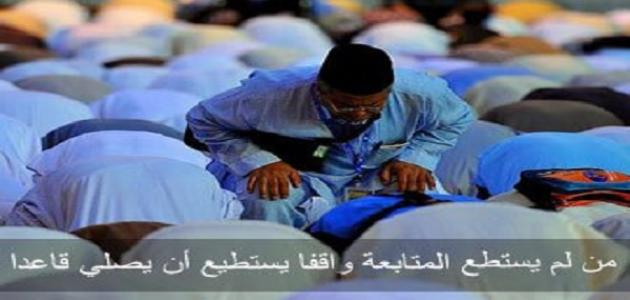 من لم يستطع المتابعة واقفا يستطيع أن يصلي قاعدا